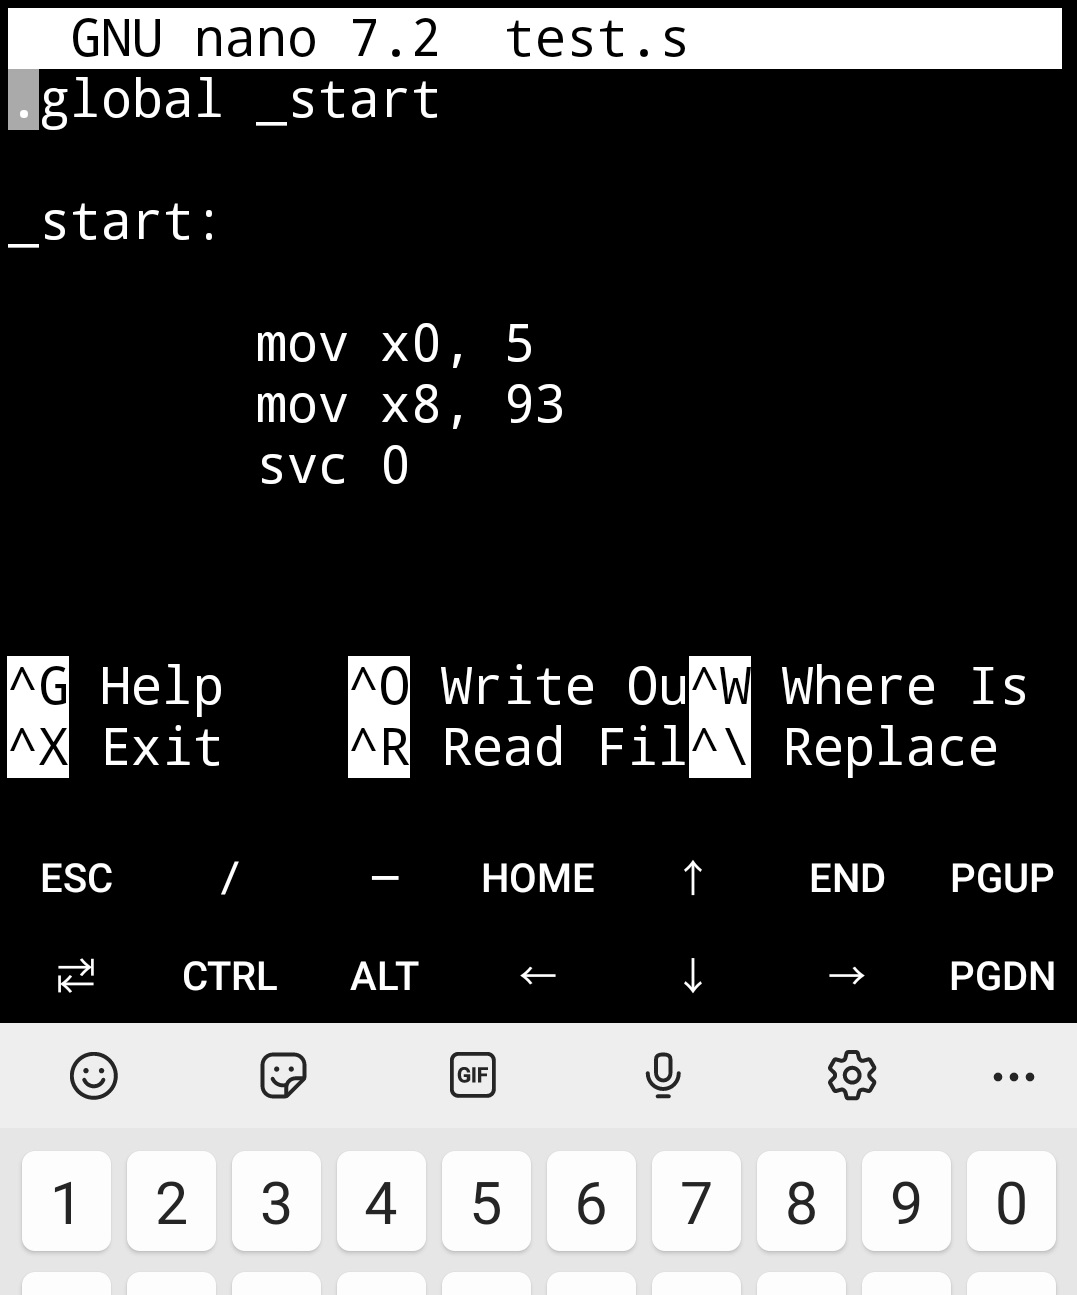 GNU nano 7.2  test.s
.global _start
_start:
mov x0, 5
mov x8, 93
svc 0
^G Help ^O Write Ou^W Where Is
^X Exit ^R Read Fil^\ Replace
ESC / — HOME ↑ END PGUP
⇄ CTRL ALT ← ↓ → PGDN
GIF ...
1 2 3 4 5 6 7 8 9 0